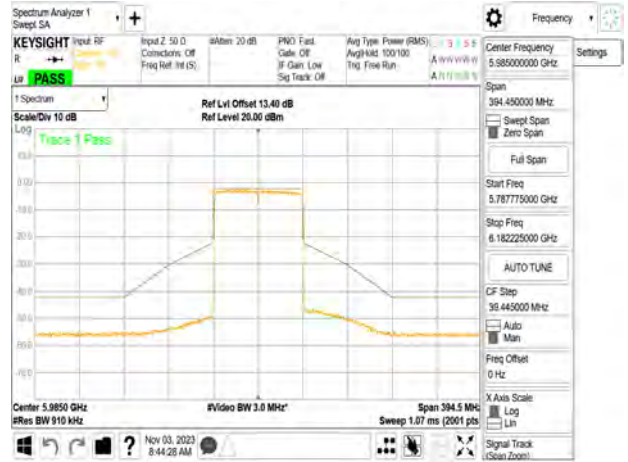 Spectrum Analyzer 1
Swept SA
Frequency
KEYSIGHT
Input: RF
Input Z: 50 Ω
Corrections: Off
Freq Ref: Int (S)
#Atten: 20 dB
PNO: Fast
Gate: Off
IF Gain: Low
Sig Track: Off
Avg Type: Power (RMS)
Avg|Hold: 100/100
Trig: Free Run
PASS
Center Frequency
5.985000000 GHz
Settings
Span
394.450000 MHz
Swept Span
Zero Span
Full Span
Start Freq
5.787775000 GHz
Stop Freq
6.182225000 GHz
AUTO TUNE
CF Step
39.445000 MHz
Auto
Man
Freq Offset
0 Hz
X Axis Scale
Log
Lin
Signal Track
(Span Zoom)
1 Spectrum
Scale/Div 10 dB
Ref Lvl Offset 13.40 dB
Ref Level 20.00 dBm
Log
Trace 1 Pass
Center 5.9850 GHz
#Res BW 910 kHz
#Video BW 3.0 MHz*
Span 394.5 MHz
Sweep 1.07 ms (2001 pts
Nov 03, 2023
8:44:28 AM